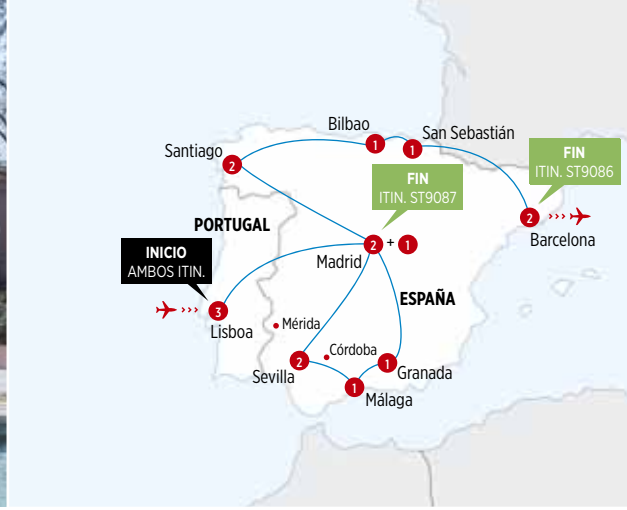 Bilbao
1
San Sebastián
1
Santiago
2
FIN
ITIN. ST9086
FIN
ITIN. ST9087
2
Barcelona
PORTUGAL
INICIO
AMBOS ITIN.
2 + 1
Madrid
ESPAÑA
3
Lisboa
Mérida
Córdoba
2
Sevilla
1
Granada
1
Málaga